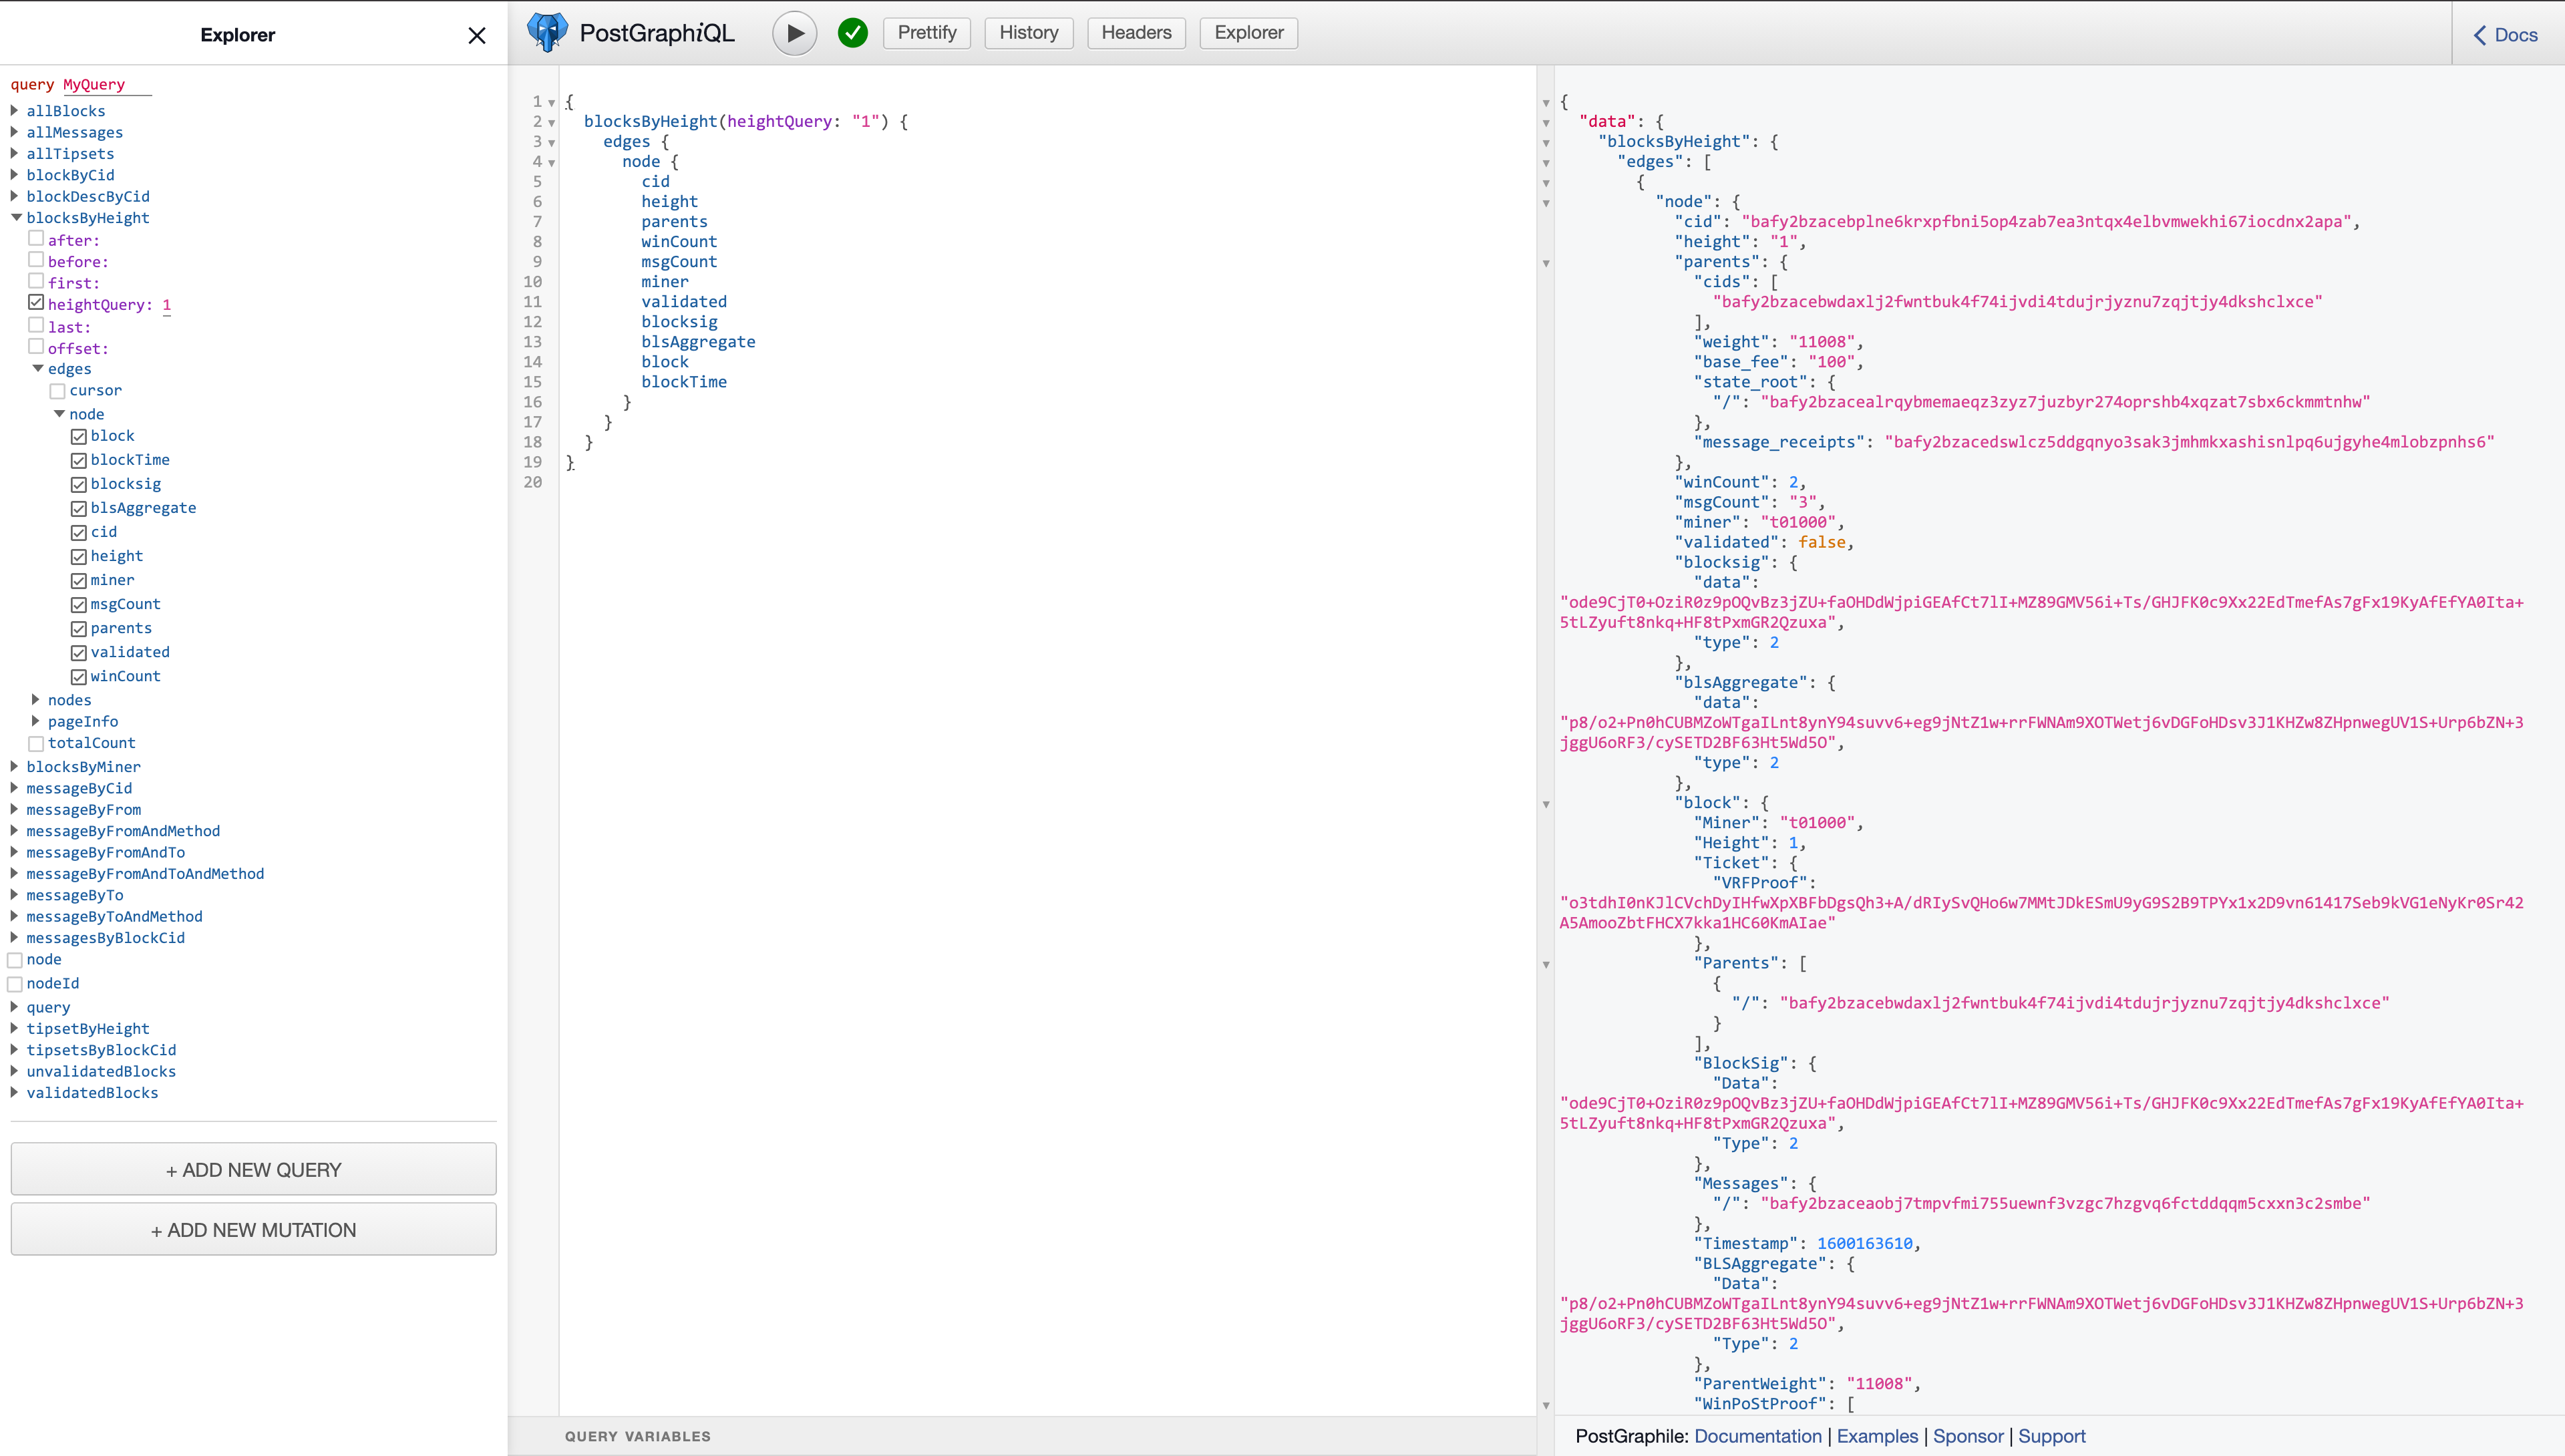 Explorer
query MyQuery
allBlocks
allMessages
allTipsets
blockByCid
blockDescByCid
blocksByHeight
after:
before:
first:
heightQuery: 1
last:
offset:
edges
cursor
node
block
blockTime
blocksig
blsAggregate
cid
height
miner
msgCount
parents
validated
winCount
nodes
pageInfo
totalCount
blocksByMiner
messageByCid
messageByFrom
messageByFromAndMethod
messageByFromAndTo
messageByFromAndToAndMethod
messageByTo
messageByToAndMethod
messagesByBlockCid
node
nodeId
query
tipsetByHeight
tipsetsByBlockCid
unvalidatedBlocks
validatedBlocks
+ ADD NEW QUERY
+ ADD NEW MUTATION
PostGraphiQL
Prettify
History
Headers
Explorer
Docs
1 {
2 blocksByHeight(heightQuery: "1") {
3 edges {
4 node {
5 cid
6 height
7 parents
8 winCount
9 msgCount
10 miner
11 validated
12 blocksig
13 blsAggregate
14 block
15 blockTime
16 }
17 }
18 }
19 }
20
QUERY VARIABLES
{
"data": {
"blocksByHeight": {
"edges": [
{
"node": {
"cid": "bafy2bzacebplne6krxpfbni5op4zab7ea3ntqx4elbvmwekhi67iocdnx2apa",
"height": "1",
"parents": {
"cids": [
"bafy2bzacebwdaxlj2fwntbuk4f74ijvdi4tdujrjyznu7zqjtjy4dkshclxce"
],
"weight": "11008",
"base_fee": "100",
"state_root": {
"/": "bafy2bzacealrqybmemaeqz3zyz7juzbyr274oprshb4xqzat7sbx6ckmmtnhw"
},
"message_receipts": "bafy2bzacedswlcz5ddgqnyo3sak3jmhmkxashisnlpq6ujgyhe4mlobzpnhs6"
},
"winCount": 2,
"msgCount": "3",
"miner": "t01000",
"validated": false,
"blocksig": {
"data":
"ode9CjT0+OziR0z9pOQvBz3jZU+faOHDdWjpiGEAfCt7lI+MZ89GMV56i+Ts/GHJFK0c9Xx22EdTmefAs7gFx19KyAfEfYA0Ita+
5tLZyuft8nkq+HF8tPxmGR2Qzuxa",
"type": 2
},
"blsAggregate": {
"data":
"p8/o2+Pn0hCUBMZoWTgaILnt8ynY94suvv6+eg9jNtZ1w+rrFWNAm9XOTWetj6vDGFoHDsv3J1KHZw8ZHpnwegUV1S+Urp6bZN+3
jggU6oRF3/cySETD2BF63Ht5Wd5O",
"type": 2
},
"block": {
"Miner": "t01000",
"Height": 1,
"Ticket": {
"VRFProof":
"o3tdhI0nKJlCVchDyIHfwXpXBFbDgsQh3+A/dRIySvQHo6w7MMtJDkESmU9yG9S2B9TPYx1x2D9vn61417Seb9kVG1eNyKr0Sr42
A5AmooZbtFHCX7kka1HC60KmAIae"
},
"Parents": [
{
"/": "bafy2bzacebwdaxlj2fwntbuk4f74ijvdi4tdujrjyznu7zqjtjy4dkshclxce"
}
],
"BlockSig": {
"Data":
"ode9CjT0+OziR0z9pOQvBz3jZU+faOHDdWjpiGEAfCt7lI+MZ89GMV56i+Ts/GHJFK0c9Xx22EdTmefAs7gFx19KyAfEfYA0Ita+
5tLZyuft8nkq+HF8tPxmGR2Qzuxa",
"Type": 2
},
"Messages": {
"/": "bafy2bzaceaobj7tmpvfmi755uewnf3vzgc7hzgvq6fctddqqm5cxxn3c2smbe"
},
"Timestamp": 1600163610,
"BLSAggregate": {
"Data":
"p8/o2+Pn0hCUBMZoWTgaILnt8ynY94suvv6+eg9jNtZ1w+rrFWNAm9XOTWetj6vDGFoHDsv3J1KHZw8ZHpnwegUV1S+Urp6bZN+3
jggU6oRF3/cySETD2BF63Ht5Wd5O",
"Type": 2
},
"ParentWeight": "11008",
"WinPoStProof": [
PostGraphile: Documentation | Examples | Sponsor | Support